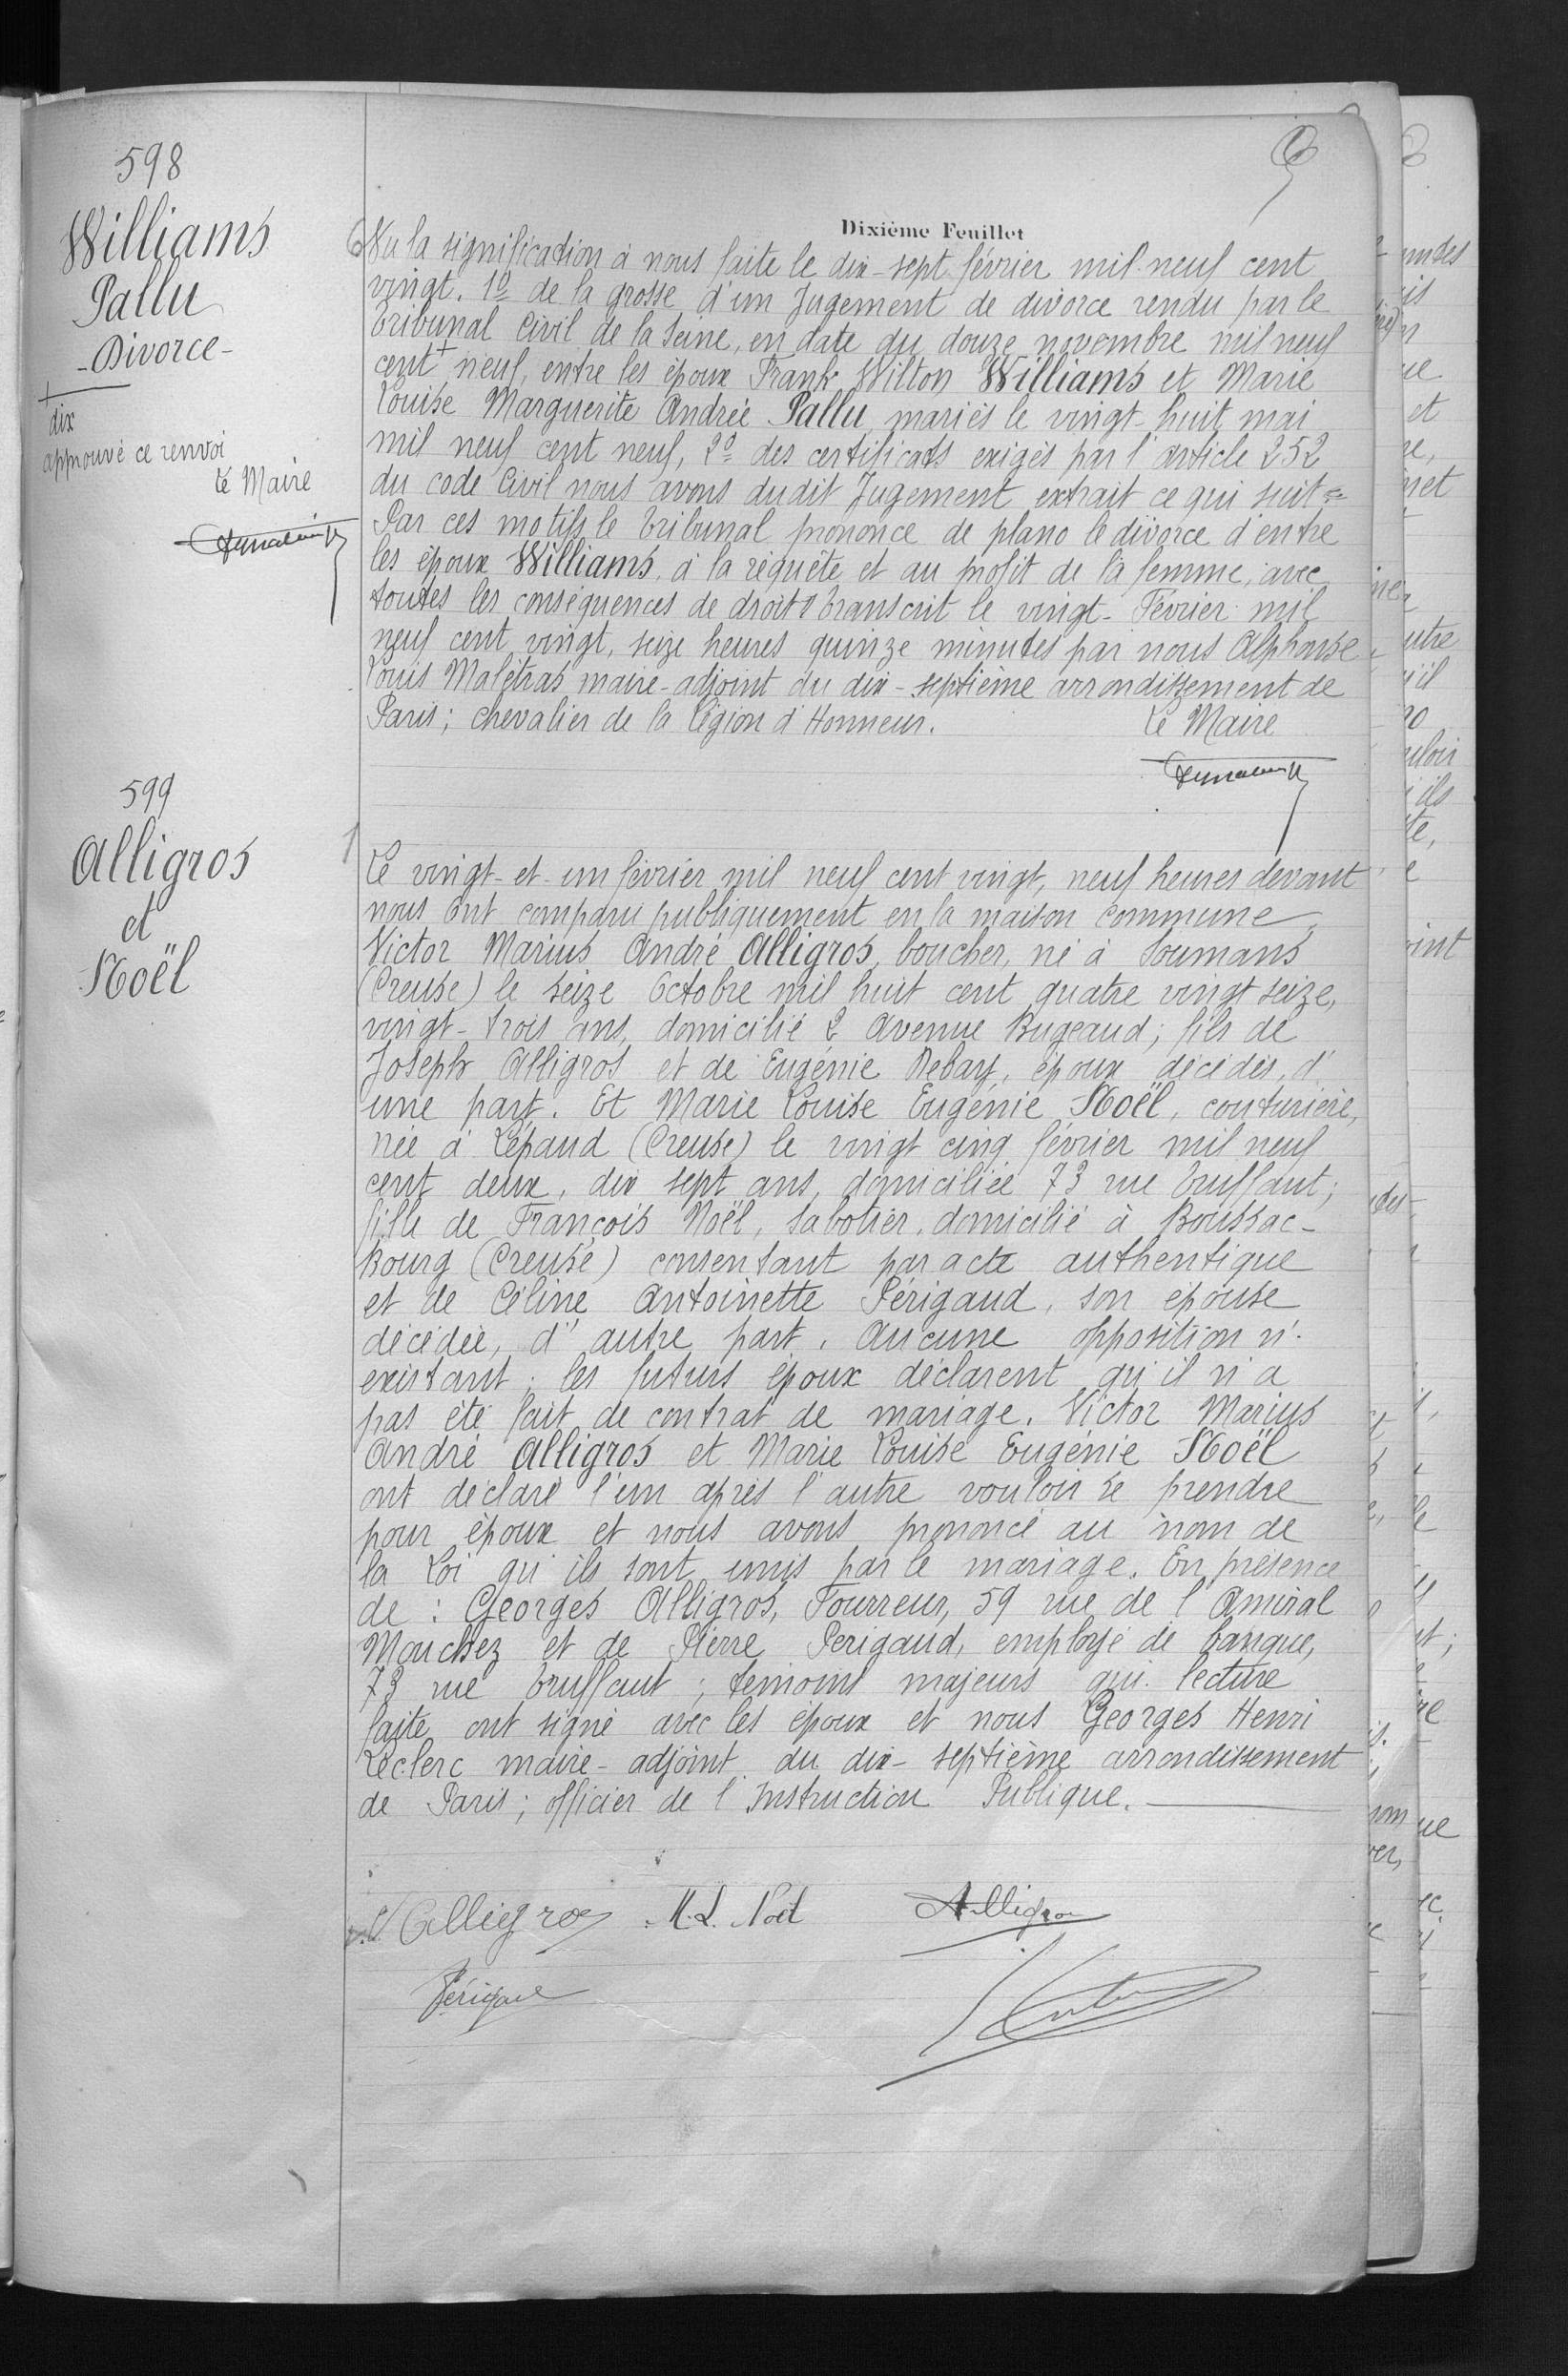 Dixième Feuillet
598
Williams
Pallu
-Divorce-
+
dix
approuvé ce renvoi
Le Maire
6 Vu la signification à nous faite le dix-sept février mil neuf cent
vingt. 1º de la grosse d'un Jugement de divorce rendu par le
Tribunal Civil de la Seine, en date du douze novembre mil neuf
cent + neuf, entre les époux Frank Wilton Williams et Marie
Louise Marguerite Andrée Pallu, mariés le vingt-huit mai
mil neuf cent neuf, 2º des certificats exigés par l'article 252
du code Civil nous avons dudit Jugement extrait ce qui suit =
Par ces motifs le Tribunal prononce de plano le divorce d'entre
les époux Williams, à la requête et au profit de la femme, avec
toutes les conséquences de droit. Transcrit le vingt-Février mil
neuf cent vingt, seize heures quinze minutes par nous Alphonse
Louis Malétras maire-adjoint du dix-septième arrondissement de
Paris; chevalier de la Légion d'Honneur. Le Maire
599
Alligros
et
Noël
1
Le vingt-et-un février mil neuf cent vingt, neuf heures devant
nous ont comparu publiquement en la maison commune
Victor Marius André Alligros, boucher, né à Soumans
(Creuse) le seize Octobre mil huit cent quatre vingt seize,
vingt-trois ans, domicilié 2 Avenue Bugeaud; fils de
Joseph Alligros et de Eugénie Debary, époux décédés, d'
une part. Et Marie Louise Eugénie Noël, couturière,
née à Lépaud (Creuse) le vingt cinq février mil neuf
cent deux, dix sept ans, domiciliée 73 rue Truffaut;
fille de François Noël, sabotier, domicilié à Boussac-
Bourg (Creuse) consentant par acte authentique
et de Céline Antoinette Périgaud, son épouse
décédée, d'autre part. Aucune opposition n'
existant; les futurs époux déclarent qu'il n'a
pas été fait de contrat de mariage. Victor Marius
André Alligros et Marie Louise Eugénie Noël
ont déclaré l'un après l'autre vouloir se prendre
pour époux et nous avons prononcé au nom de
la Loi qu'ils sont unis par le mariage. En présence
de : Georges Alligros, Fourreur, 59 rue de l'Amiral
Mouchez et de Pierre Perigaud, employé de banque,
73 rue Truffaut; témoins majeurs qui lecture
faite ont signé avec les époux et nous Georges Henri
Leclerc maire-adjoint du dix-septième arrondissement
de Paris; officier de l'Instruction Publique.
V. Alligros M.L. Noël Alligros
Périgaud